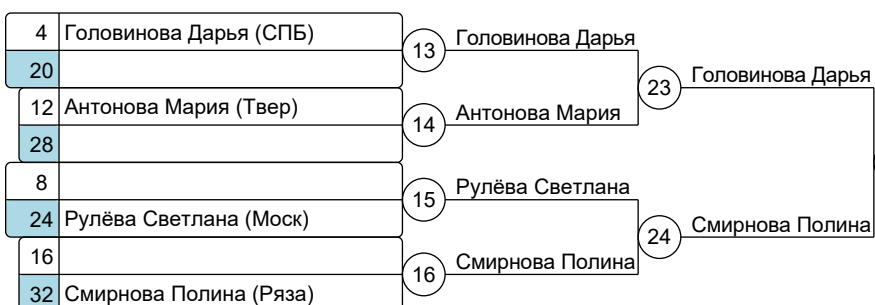 4 Головинова Дарья (СПБ)
20
12 Антонова Мария (Твер)
28
8
24 Рулёва Светлана (Моск)
16
32 Смирнова Полина (Ряза)
13 Головинова Дарья
14 Антонова Мария
15 Рулёва Светлана
16 Смирнова Полина
23 Головинова Дарья
24 Смирнова Полина